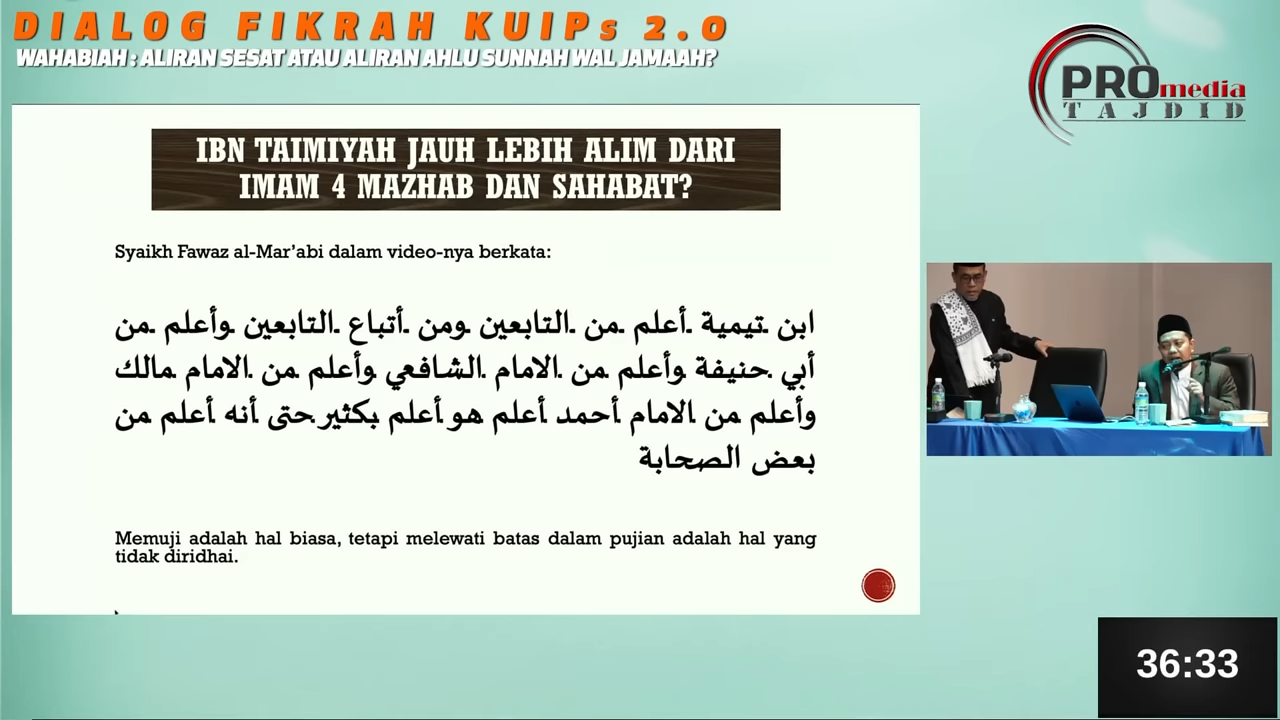 DIALOG FIKRAH KUIPs 2.0
WAHABIAH : ALIRAN SESAT ATAU ALIRAN AHLU SUNNAH WAL JAMAAH?
PROmedia
TAJDID
IBN TAIMIYAH JAUH LEBIH ALIM DARI
IMAM 4 MAZHAB DAN SAHABAT?
Syaikh Fawaz al-Mar’abi dalam video-nya berkata:
ابن تيمية أعلم من التابعين ومن أتباع التابعين وأعلم من
أبي حنيفة وأعلم من الامام الشافعي وأعلم من الامام مالك
وأعلم من الامام أحمد أعلم هو أعلم بكثير حتى أنه أعلم من
بعض الصحابة
Memuji adalah hal biasa, tetapi melewati batas dalam pujian adalah hal yang
tidak diridhai.
36:33